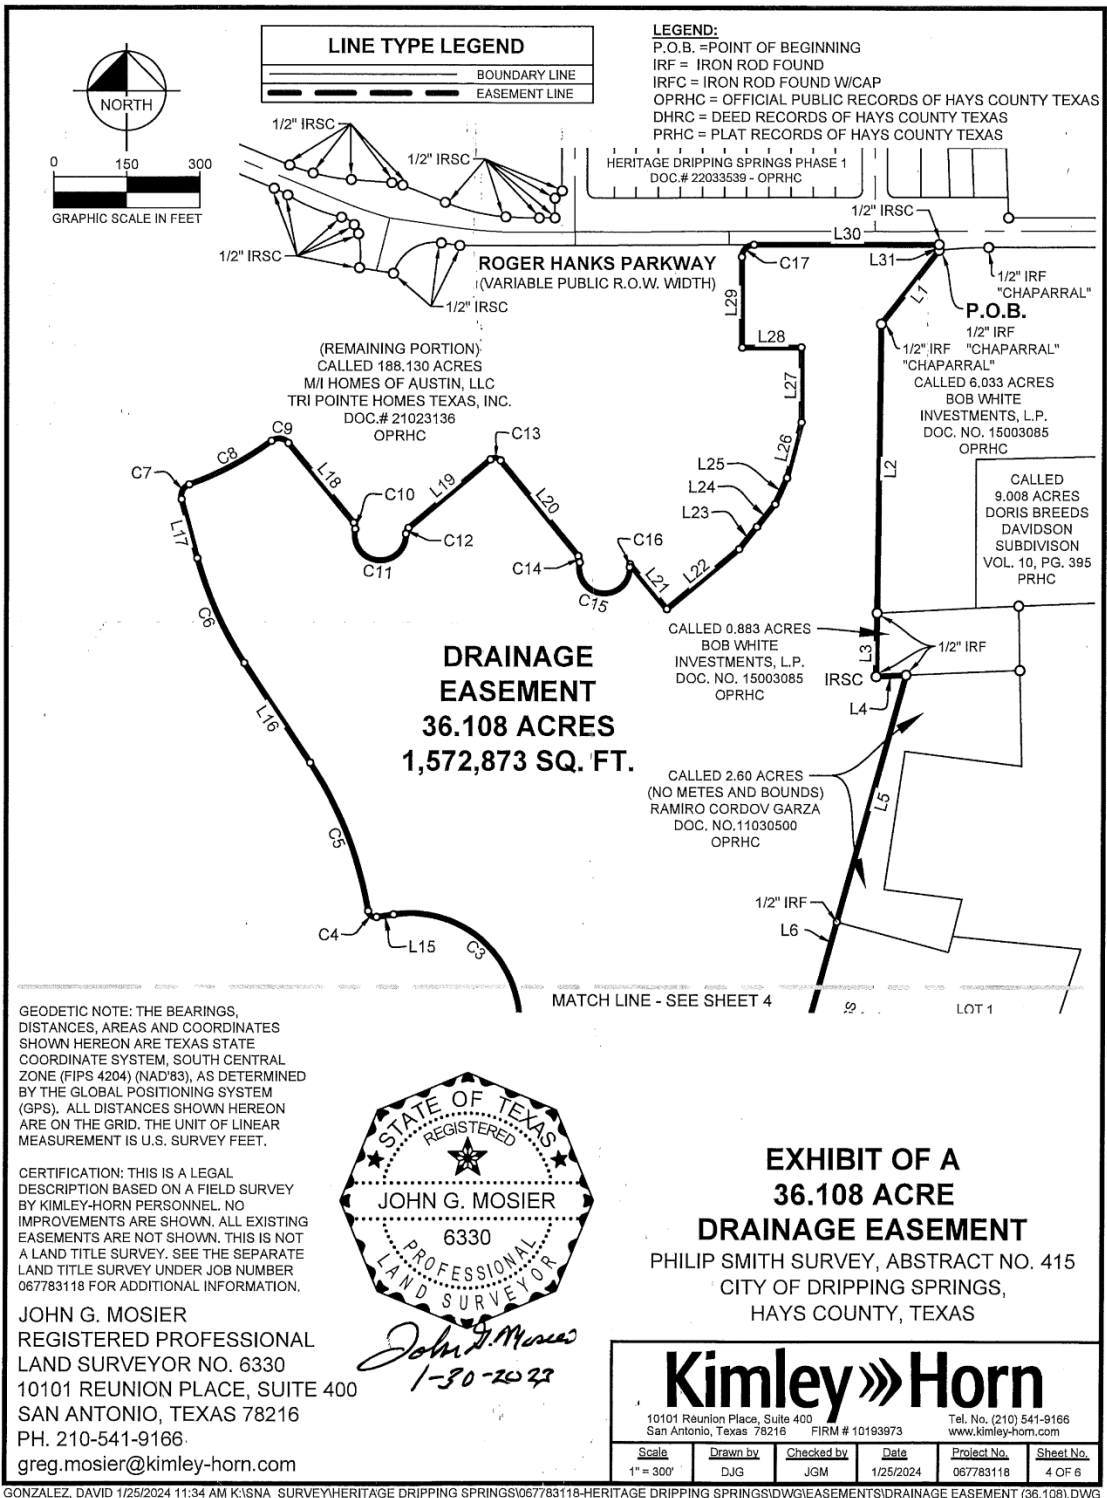 LINE TYPE LEGEND
BOUNDARY LINE
EASEMENT LINE
LEGEND:
P.O.B. =POINT OF BEGINNING
IRF = IRON ROD FOUND
IRFC = IRON ROD FOUND W/CAP
OPRHC = OFFICIAL PUBLIC RECORDS OF HAYS COUNTY TEXAS
DHRC = DEED RECORDS OF HAYS COUNTY TEXAS
PRHC = PLAT RECORDS OF HAYS COUNTY TEXAS
NORTH
0 150 300
GRAPHIC SCALE IN FEET
1/2" IRSC
1/2" IRSC
HERITAGE DRIPPING SPRINGS PHASE 1
DOC.# 22033539 - OPRHC
1/2" IRSC
1/2" IRSC
1/2" IRSC
L30
L31
C17
ROGER HANKS PARKWAY
(VARIABLE PUBLIC R.O.W. WIDTH)
1/2" IRF
"CHAPARRAL"
L1
P.O.B.
1/2" IRF
"CHAPARRAL"
1/2" IRF
"CHAPARRAL"
L29
L28
L27
L26
L25
L24
L23
L22
L21
(REMAINING PORTION)
CALLED 188.130 ACRES
M/I HOMES OF AUSTIN, LLC
TRI POINTE HOMES TEXAS, INC.
DOC.# 21023136
OPRHC
CALLED 6.033 ACRES
BOB WHITE
INVESTMENTS, L.P.
DOC. NO. 15003085
OPRHC
L2
CALLED
9.008 ACRES
DORIS BREEDS
DAVIDSON
SUBDIVISON
VOL. 10, PG. 395
PRHC
C9
C8
C7
L17
L18
C10
C11
C12
L19
C13
L20
C14
C15
C16
C6
L16
C5
C4
L15
C3
CALLED 0.883 ACRES
BOB WHITE
INVESTMENTS, L.P.
DOC. NO. 15003085
OPRHC
L3
1/2" IRF
IRSC
L4
DRAINAGE
EASEMENT
36.108 ACRES
1,572,873 SQ. FT.
CALLED 2.60 ACRES
(NO METES AND BOUNDS)
RAMIRO CORDOV GARZA
DOC. NO.11030500
OPRHC
L5
1/2" IRF
L6
MATCH LINE - SEE SHEET 4
LOT 1
GEODETIC NOTE: THE BEARINGS,
DISTANCES, AREAS AND COORDINATES
SHOWN HEREON ARE TEXAS STATE
COORDINATE SYSTEM, SOUTH CENTRAL
ZONE (FIPS 4204) (NAD'83), AS DETERMINED
BY THE GLOBAL POSITIONING SYSTEM
(GPS). ALL DISTANCES SHOWN HEREON
ARE ON THE GRID. THE UNIT OF LINEAR
MEASUREMENT IS U.S. SURVEY FEET.
CERTIFICATION: THIS IS A LEGAL
DESCRIPTION BASED ON A FIELD SURVEY
BY KIMLEY-HORN PERSONNEL. NO
IMPROVEMENTS ARE SHOWN. ALL EXISTING
EASEMENTS ARE NOT SHOWN. THIS IS NOT
A LAND TITLE SURVEY. SEE THE SEPARATE
LAND TITLE SURVEY UNDER JOB NUMBER
067783118 FOR ADDITIONAL INFORMATION.
JOHN G. MOSIER
REGISTERED PROFESSIONAL
LAND SURVEYOR NO. 6330
10101 REUNION PLACE, SUITE 400
SAN ANTONIO, TEXAS 78216
PH. 210-541-9166
greg.mosier@kimley-horn.com
STATE OF TEXAS
REGISTERED
JOHN G. MOSIER
6330
PROFESSIONAL
LAND SURVEYOR
John G. Mosier
EXHIBIT OF A
36.108 ACRE
DRAINAGE EASEMENT
PHILIP SMITH SURVEY, ABSTRACT NO. 415
CITY OF DRIPPING SPRINGS,
HAYS COUNTY, TEXAS
Kimley»Horn
10101 Reunion Place, Suite 400
San Antonio, Texas 78216 FIRM # 10193973
Tel. No. (210) 541-9166
www.kimley-horn.com
Scale Drawn by Checked by Date Project No. Sheet No.
1" = 300' DJG JGM 1/25/2024 067783118 4 OF 6
GONZALEZ, DAVID 1/25/2024 11:34 AM K:\SNA_SURVEY\HERITAGE DRIPPING SPRINGS\067783118-HERITAGE DRIPPING SPRINGS\DWG\EASEMENTS\DRAINAGE EASEMENT (36.108).DWG